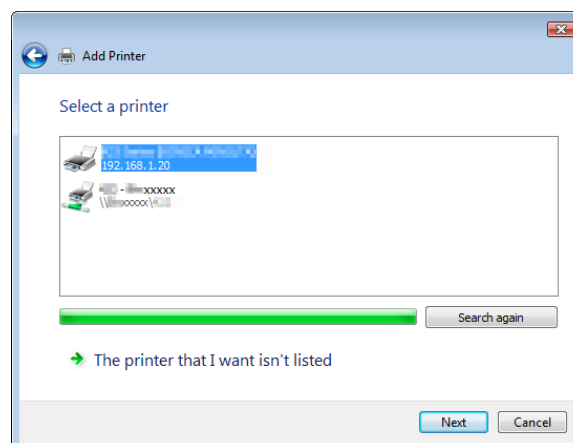 Add Printer
Select a printer
192.168.1.20
- xxxxx
\\ xxxxx\
Search again
The printer that I want isn't listed
Next
Cancel